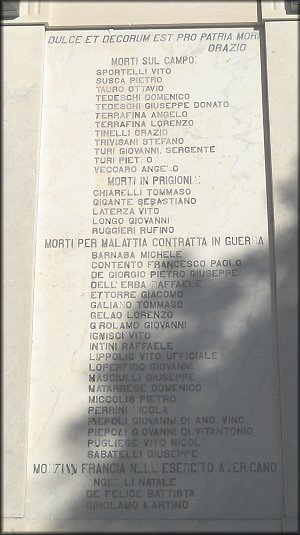 DULCE ET DECORUM EST PRO PATRIA MORI
ORAZIO
MORTI SUL CAMPO
SPORTELLI VITO
SUSCA PIETRO
TAURO OTTAVIO
TEDESCHI DOMENICO
TEDESCHI GIUSEPPE DONATO
TERRAFINA ANGELO
TERRAFINA LORENZO
TINELLI ORAZIO
TRIVISANI STEFANO
TURI GIOVANNI, SERGENTE
TURI PIETRO
VECCARO ANGELO
MORTI IN PRIGIONIA
CHIARELLI TOMMASO
GIGANTE SEBASTIANO
LATERZA VITO
LONGO GIOVANNI
RUGGIERI RUFINO
MORTI PER MALATTIA CONTRATTA IN GUERRA
BARNABA MICHELE
CONTENTO FRANCESCO PAOLO
DE GIORGIO PIETRO GIUSEPPE
DELL'ERBA RAFFAELE
ETTORRE GIACOMO
GALIANO TOMMASO
GELAO LORENZO
GIROLAMO GIOVANNI
IGNISCI VITO
INTINI RAFFAELE
LIPPOLIS VITO, UFFICIALE
LOPERFIDO GIOVANNI
MASCIULLI GIUSEPPE
MATARRESE DOMENICO
MICCOLIS PIETRO
PERRINI NICOLA
PIEPOLI GIOVANNI DI ANG. VINC.
PIEPOLI GIOVANNI DI VITANTONIO
PUGLIESE VITO NICOL
SABATELLI GIUSEPPE
MORTI IN FRANCIA NELL'ESERCITO AMERICANO
NATALE
DE FELICE BATTISTA
GIROLAMO MARTINO